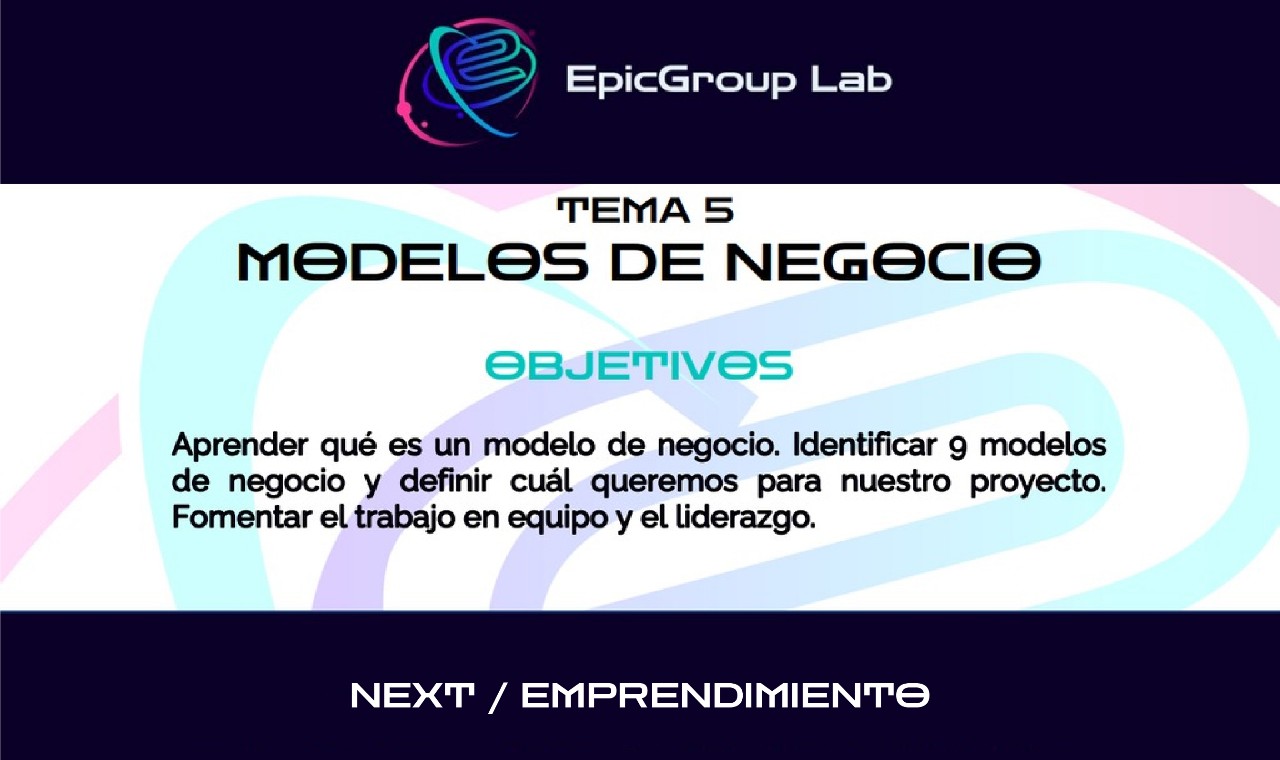 EpicGroup Lab
TEMA 5
MODELOS DE NEGOCIO
OBJETIVOS
Aprender qué es un modelo de negocio. Identificar 9 modelos
de negocio y definir cuál queremos para nuestro proyecto.
Fomentar el trabajo en equipo y el liderazgo.
NEXT / EMPRENDIMIENTO